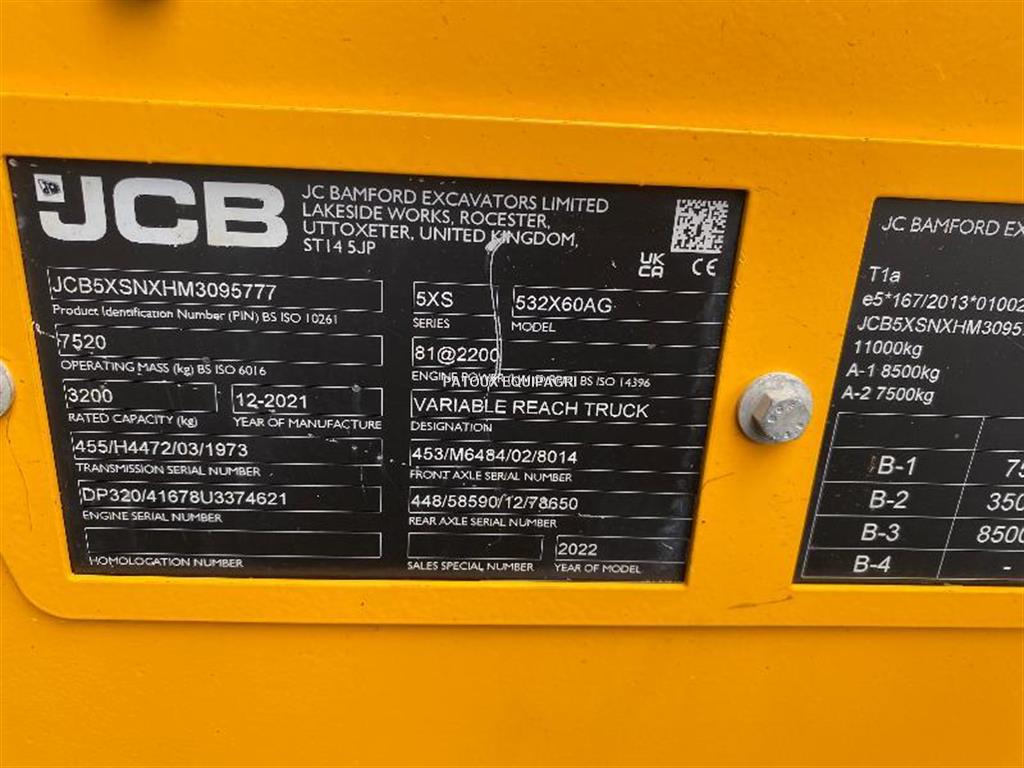 JCB
JC BAMFORD EXCAVATORS LIMITED
LAKESIDE WORKS, ROCESTER,
UTTOXETER, UNITED KINGDOM,
ST14 5JP
UK
CA
CE
JCB5XSNXHM3095777
Product Identification Number (PIN) BS ISO 10261
7520
OPERATING MASS (kg) BS ISO 6016
3200
RATED CAPACITY (kg)
12-2021
YEAR OF MANUFACTURE
455/H4472/03/1973
TRANSMISSION SERIAL NUMBER
DP320/41678U3374621
ENGINE SERIAL NUMBER
HOMOLOGATION NUMBER
5XS
SERIES
532X60AG
MODEL
81@2200
ENGINE POWER BS ISO 14396
PATOUX EQUIPAGRI
VARIABLE REACH TRUCK
DESIGNATION
453/M6484/02/8014
FRONT AXLE SERIAL NUMBER
448/58590/12/78650
REAR AXLE SERIAL NUMBER
SALES SPECIAL NUMBER
2022
YEAR OF MODEL
JC BAMFORD EX
T1a
e5*167/2013*01002
JCB5XSNXHM3095
11000kg
A-1 8500kg
A-2 7500kg
B-1 75
B-2 350
B-3 8500
B-4 -